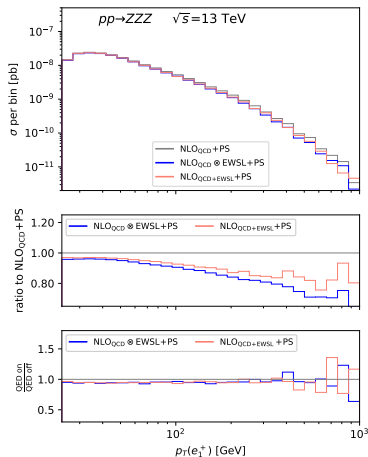 pp→ZZZ √s=13 TeV
10⁻⁷
10⁻⁸
10⁻⁹
10⁻¹⁰
10⁻¹¹
σ per bin [pb]
NLO_QCD+PS
NLO_QCD⊗EWSL+PS
NLO_QCD+EWSL+PS
1.20
1.00
0.80
ratio to NLO_QCD+PS
NLO_QCD⊗EWSL+PS NLO_QCD+EWSL+PS
1.5
1.0
0.5
QED on
QED off
NLO_QCD⊗EWSL+PS NLO_QCD+EWSL+PS
10² 10³
p_T(e₁⁺) [GeV]